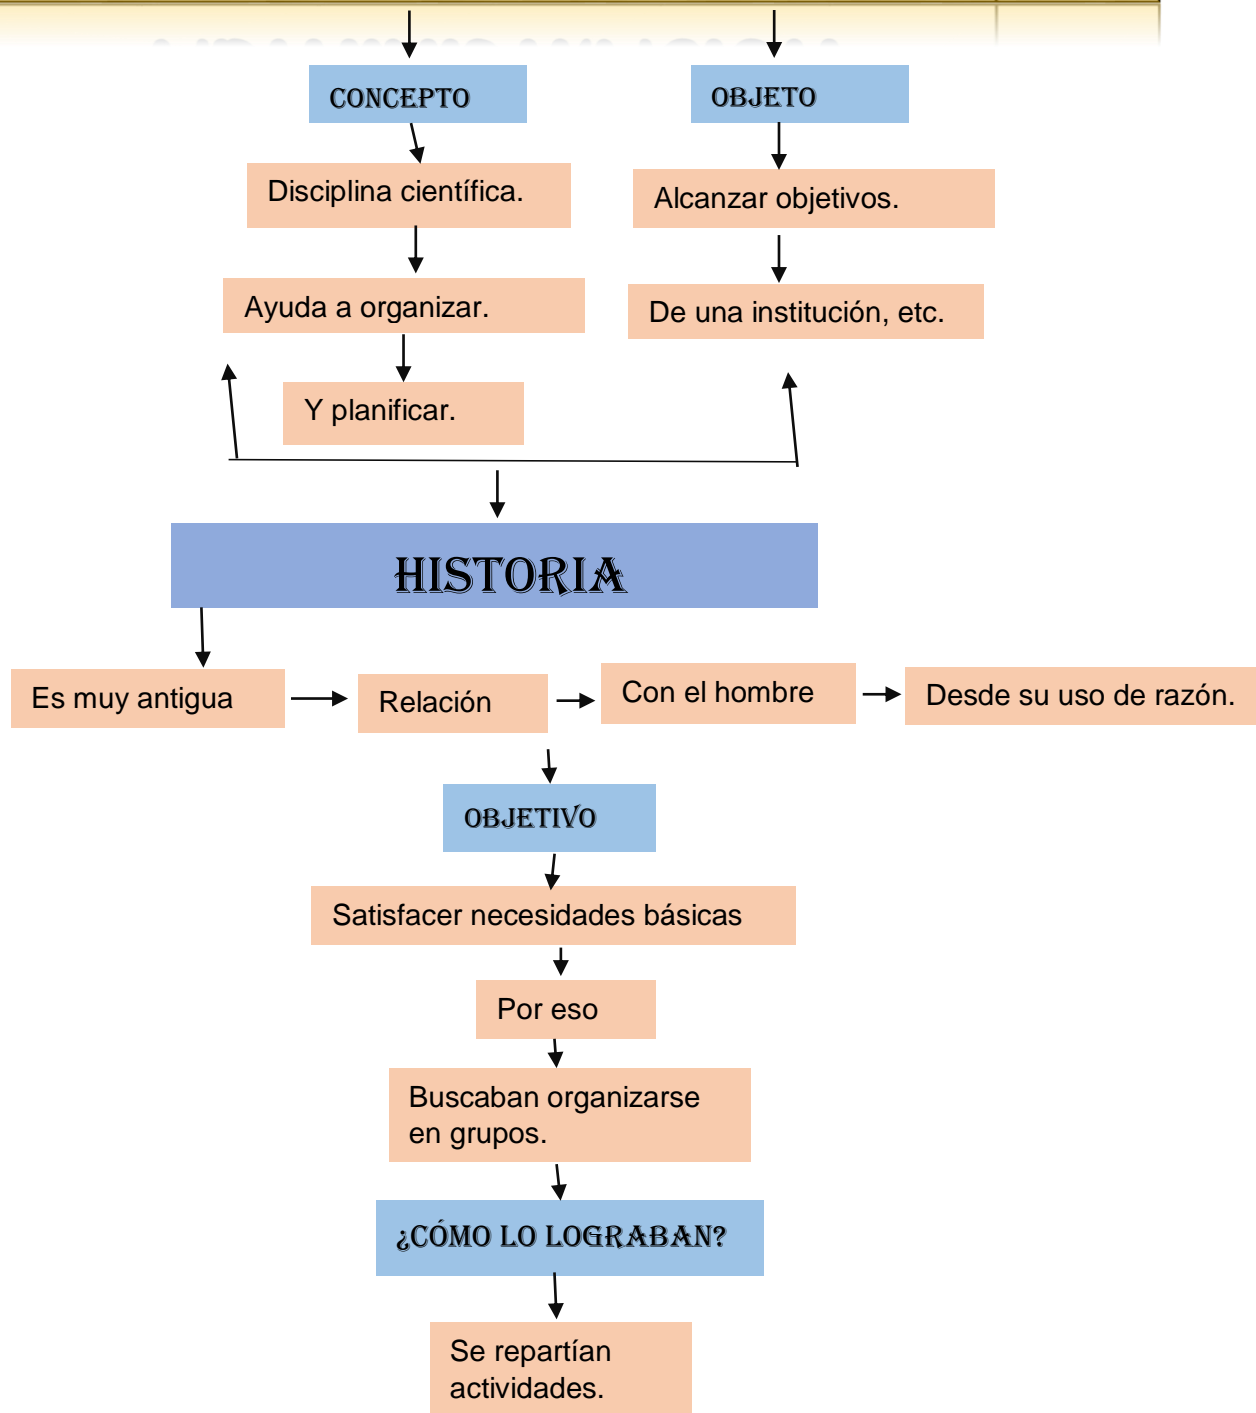 CONCEPTO
OBJETO
Disciplina científica.
Alcanzar objetivos.
Ayuda a organizar.
De una institución, etc.
Y planificar.
HISTORIA
Es muy antigua
Relación
Con el hombre
Desde su uso de razón.
OBJETIVO
Satisfacer necesidades básicas
Por eso
Buscaban organizarse
en grupos.
¿CÓMO LO LOGRABAN?
Se repartían
actividades.